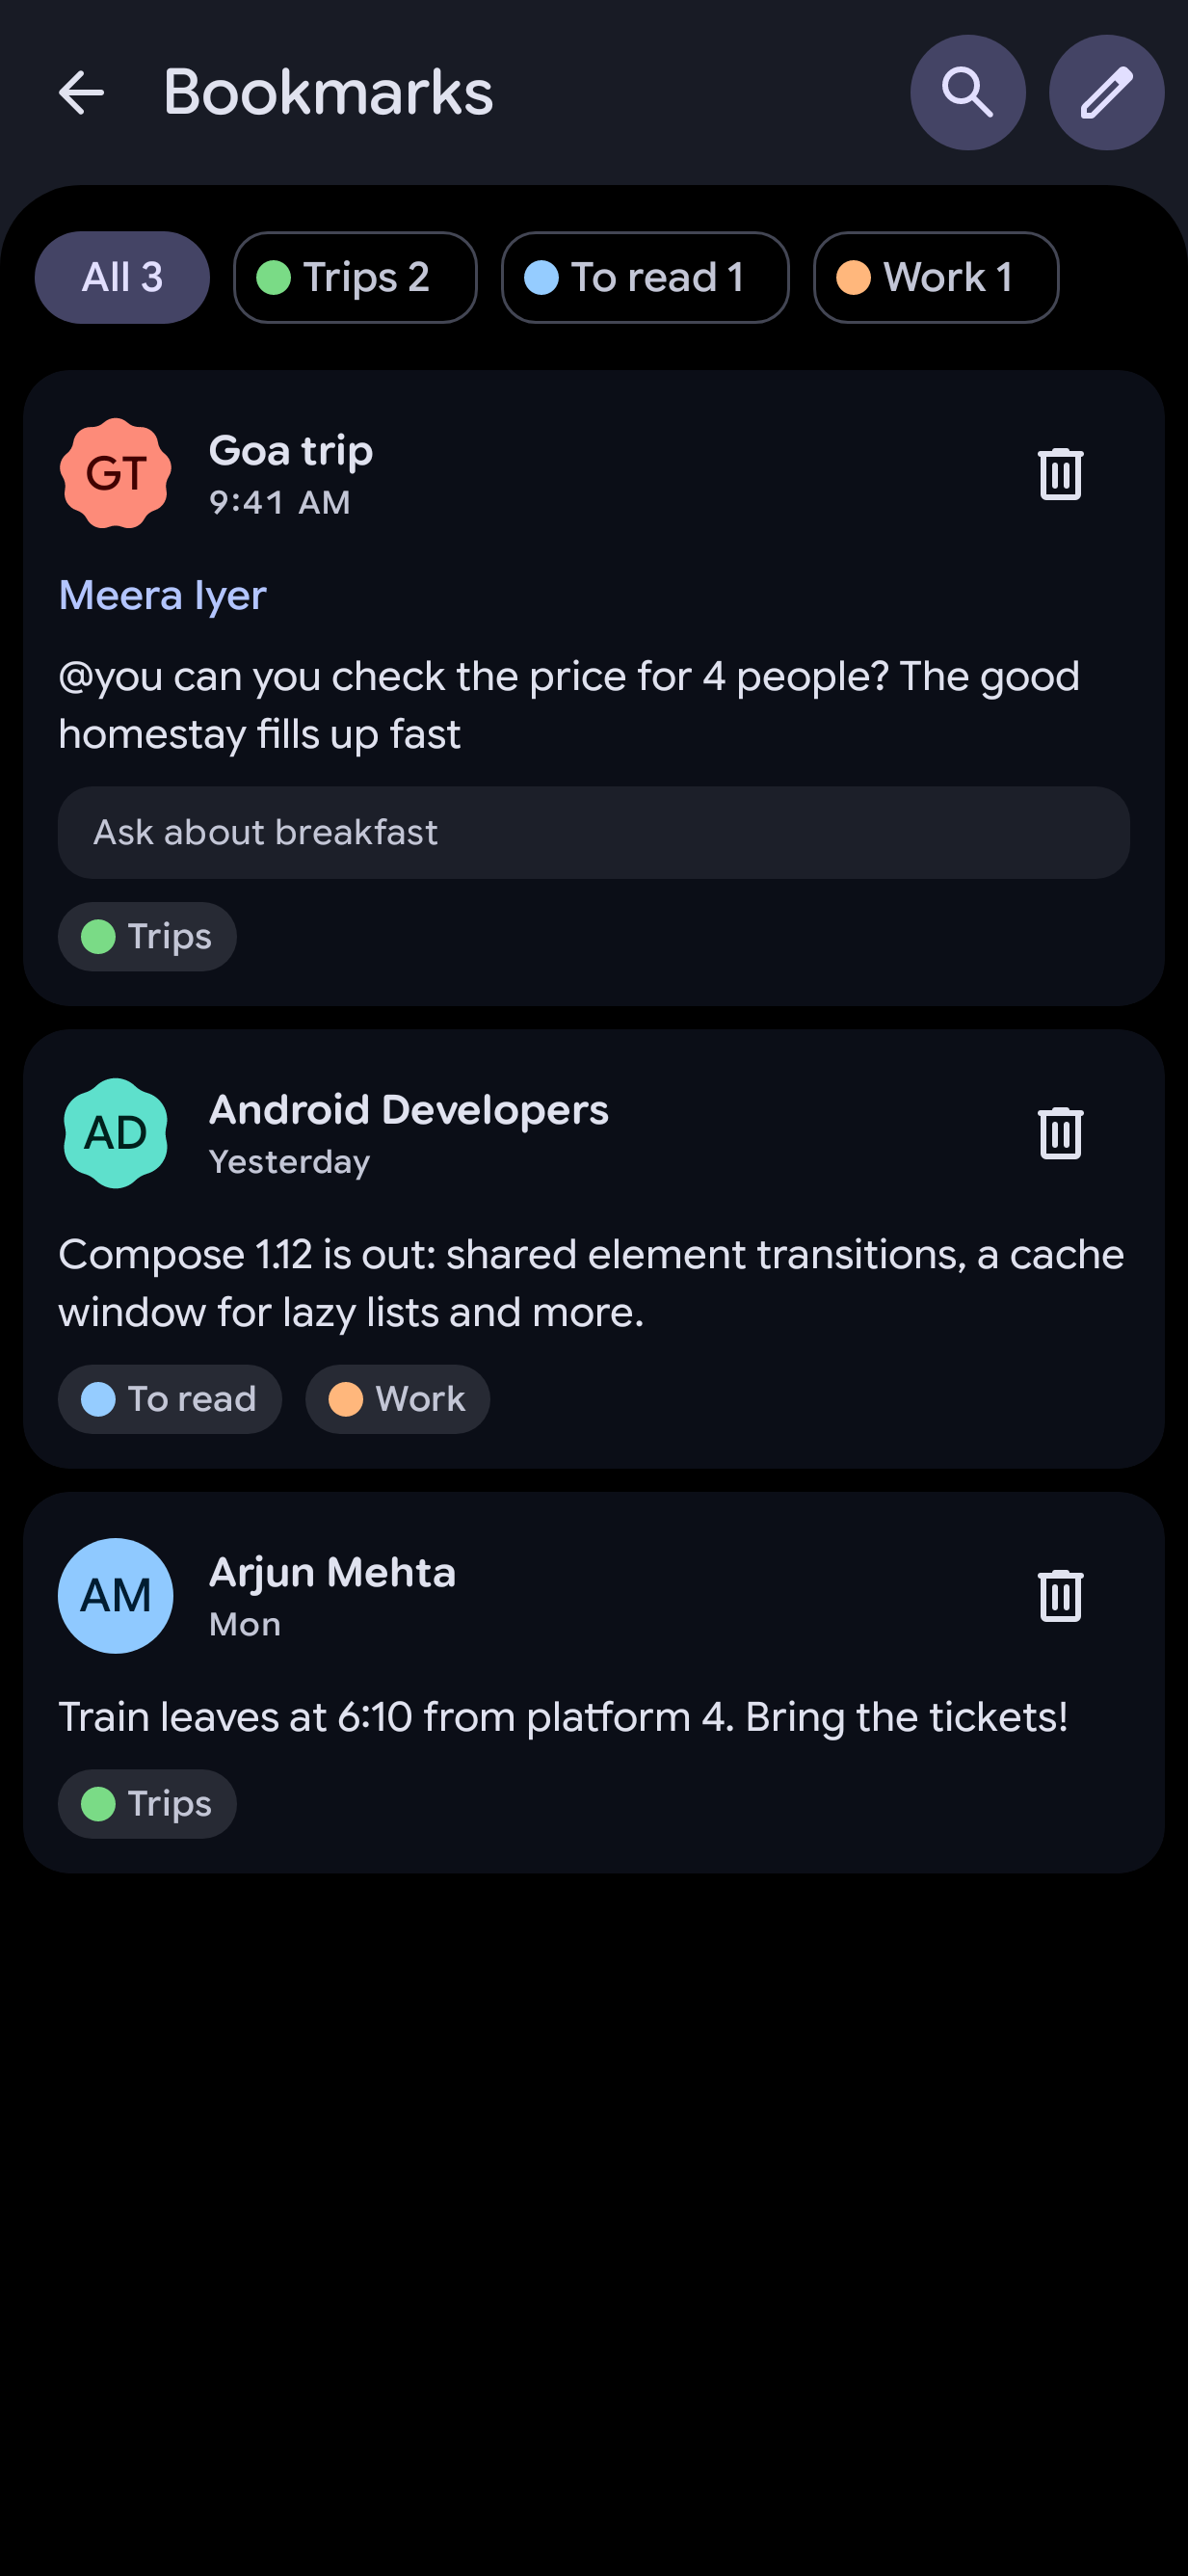 Bookmarks
All 3
Trips 2
To read 1
Work 1
GT
Goa trip
9:41 AM
Meera Iyer
@you can you check the price for 4 people? The good
homestay fills up fast
Ask about breakfast
Trips
AD
Android Developers
Yesterday
Compose 1.12 is out: shared element transitions, a cache
window for lazy lists and more.
To read
Work
AM
Arjun Mehta
Mon
Train leaves at 6:10 from platform 4. Bring the tickets!
Trips